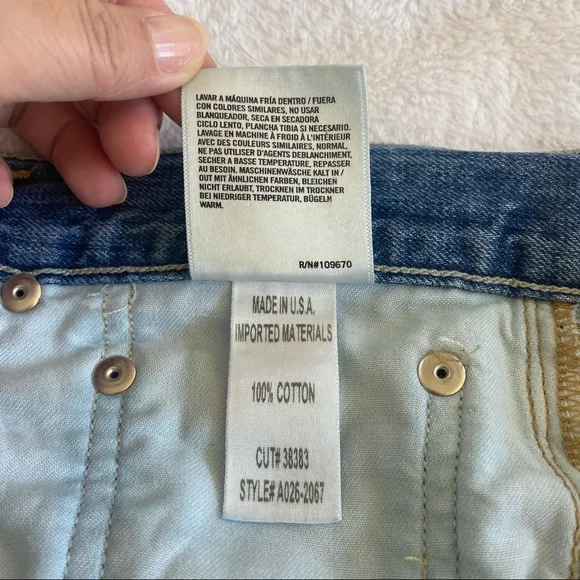 LAVAR A MÁQUINA FRÍA DENTRO / FUERA
CON COLORES SIMILARES, NO USAR
BLANQUEADOR, SECA EN SECADORA
CICLO LENTO, PLANCHA TIBIA SI NECESARIO.
LAVAGE EN MACHINE À FROID À L'INTÉRIEUR
AVEC DES COULEURS SIMILAIRES, NORMAL,
NE PAS UTILISER D'AGENTS DEBLANCHIMENT,
SECHER A BASSE TEMPERATURE, REPASSER
AU BESOIN. MASCHINENWÄSCHE KALT IN /
OUT MIT ÄHNLICHEN FARBEN, BLEICHEN
NICHT ERLAUBT, TROCKNEN IM TROCKNER
BEI NIEDRIGER TEMPERATUR, BÜGELN
WARM.
R/N#109670
MADE IN U.S.A.
IMPORTED MATERIALS
100% COTTON
CUT# 38383
STYLE# A026-2067